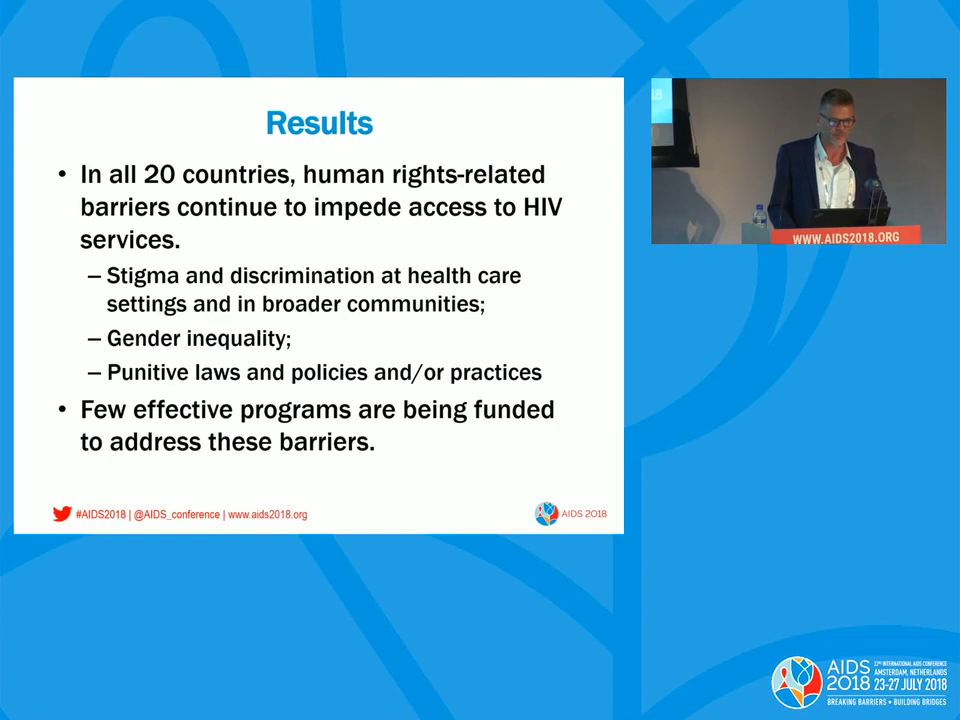 Results
• In all 20 countries, human rights-related
barriers continue to impede access to HIV
services.
– Stigma and discrimination at health care
settings and in broader communities;
– Gender inequality;
– Punitive laws and policies and/or practices
• Few effective programs are being funded
to address these barriers.
#AIDS2018 | @AIDS_conference | www.aids2018.org
AIDS 2018
18
WWW.AIDS2018.ORG
AIDS
2018
22ND INTERNATIONAL AIDS CONFERENCE
AMSTERDAM, NETHERLANDS
23-27 JULY 2018
BREAKING BARRIERS • BUILDING BRIDGES